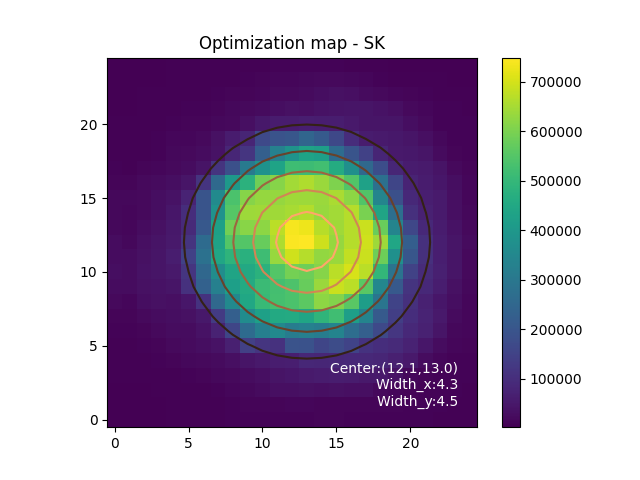 Optimization map - SK
20
15
10
5
0
0 5 10 15 20
Center:(12.1,13.0)
Width_x:4.3
Width_y:4.5
700000
600000
500000
400000
300000
200000
100000